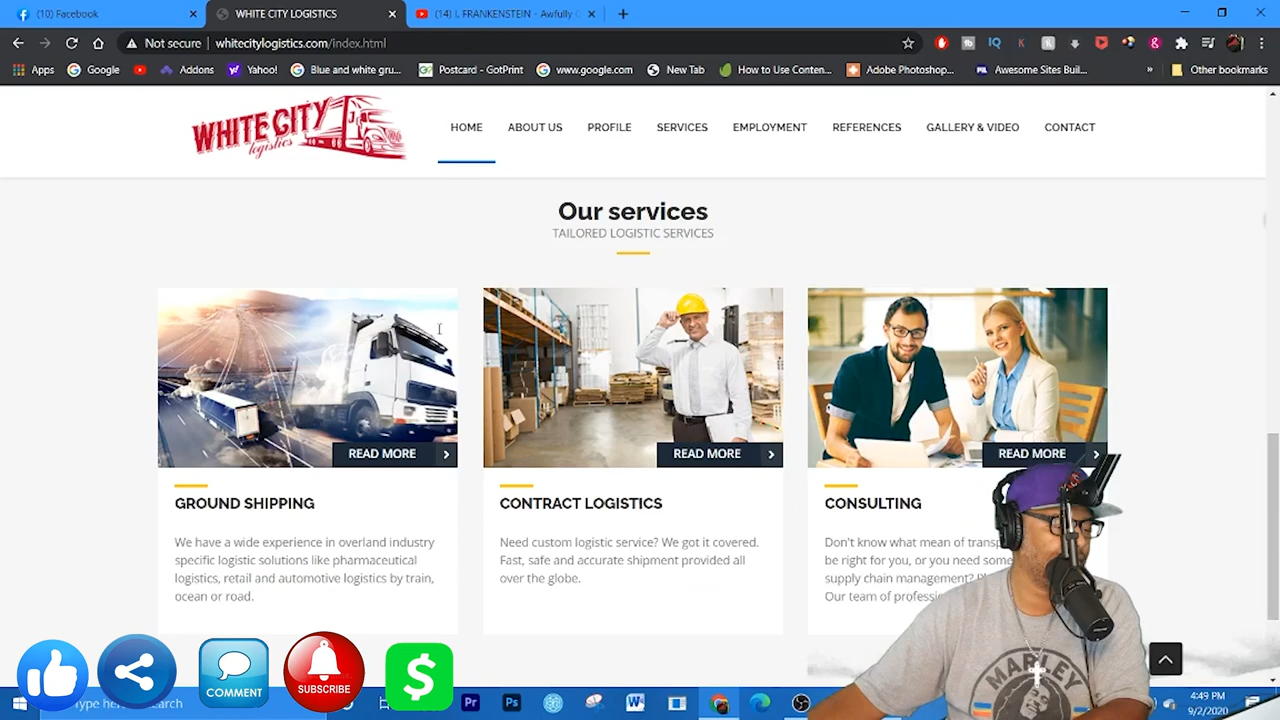 (10) Facebook
WHITE CITY LOGISTICS
(14) I, FRANKENSTEIN - Awfully
Not secure | whitecitylogistics.com/index.html
Apps Google Addons Yahoo! Blue and white gru... Postcard - GotPrint www.google.com New Tab How to Use Conten... Adobe Photoshop... Awesome Sites Buil... » Other bookmarks
WHITE CITY
logistics
HOME ABOUT US PROFILE SERVICES EMPLOYMENT REFERENCES GALLERY & VIDEO CONTACT
Our services
TAILORED LOGISTIC SERVICES
READ MORE
READ MORE
READ MORE
GROUND SHIPPING
We have a wide experience in overland industry
specific logistic solutions like pharmaceutical
logistics, retail and automotive logistics by train,
ocean or road.
CONTRACT LOGISTICS
Need custom logistic service? We got it covered.
Fast, safe and accurate shipment provided all
over the globe.
CONSULTING
Don't know what mean of
be right for you, or you need some
supply chain management?
Our team of
MARLEY
COMMENT
SUBSCRIBE
$
here search
4:49 PM
9/2/2020